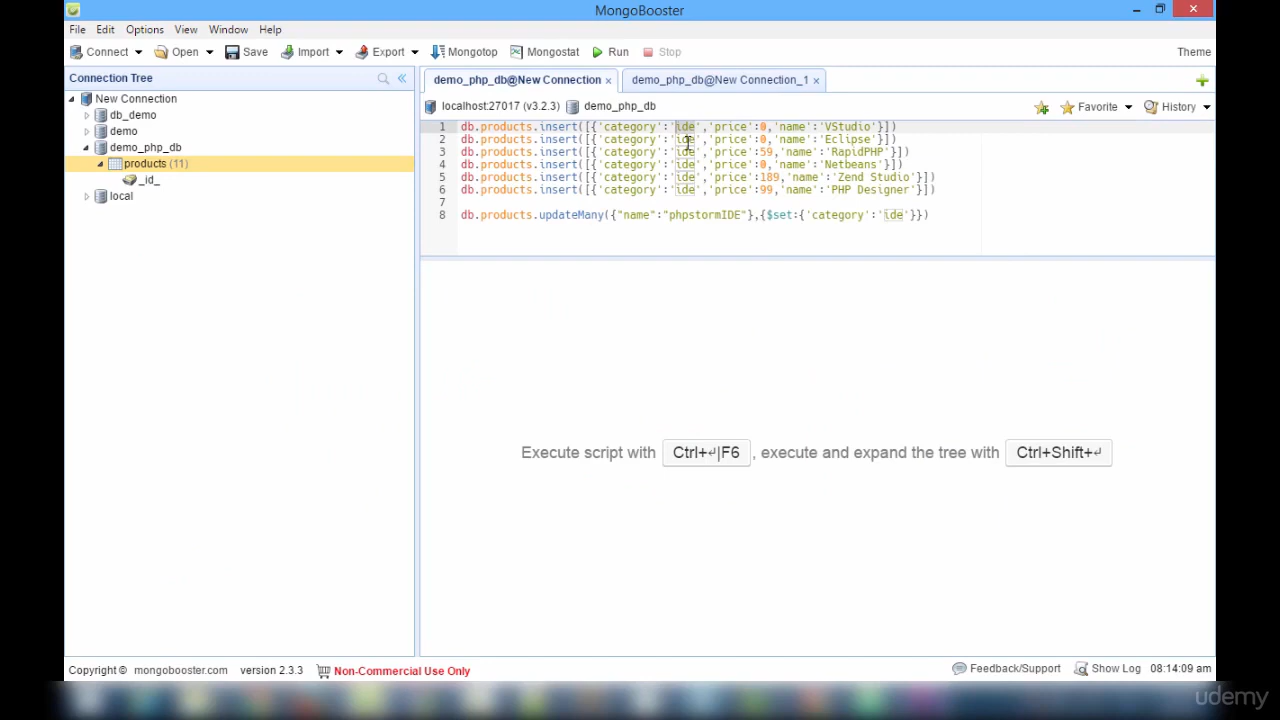 MongoBooster
File Edit Options View Window Help
Connect Open Save Import Export Mongotop Mongostat Run Stop Theme
Connection Tree
New Connection
db_demo
demo
demo_php_db
products (11)
_id_
local
demo_php_db@New Connection × demo_php_db@New Connection_1 ×
localhost:27017 (v3.2.3) demo_php_db Favorite History
1 db.products.insert([{'category':'ide','price':0,'name':'VStudio'}])
2 db.products.insert([{'category':'ide','price':0,'name':'Eclipse'}])
3 db.products.insert([{'category':'ide','price':59,'name':'RapidPHP'}])
4 db.products.insert([{'category':'ide','price':0,'name':'Netbeans'}])
5 db.products.insert([{'category':'ide','price':189,'name':'Zend Studio'}])
6 db.products.insert([{'category':'ide','price':99,'name':'PHP Designer'}])
7
8 db.products.updateMany({"name":"phpstormIDE"},{$set:{'category':'ide'}})
Execute script with Ctrl+↵|F6 , execute and expand the tree with Ctrl+Shift+↵
Copyright © mongobooster.com version 2.3.3 Non-Commercial Use Only Feedback/Support Show Log 08:14:09 am
udemy